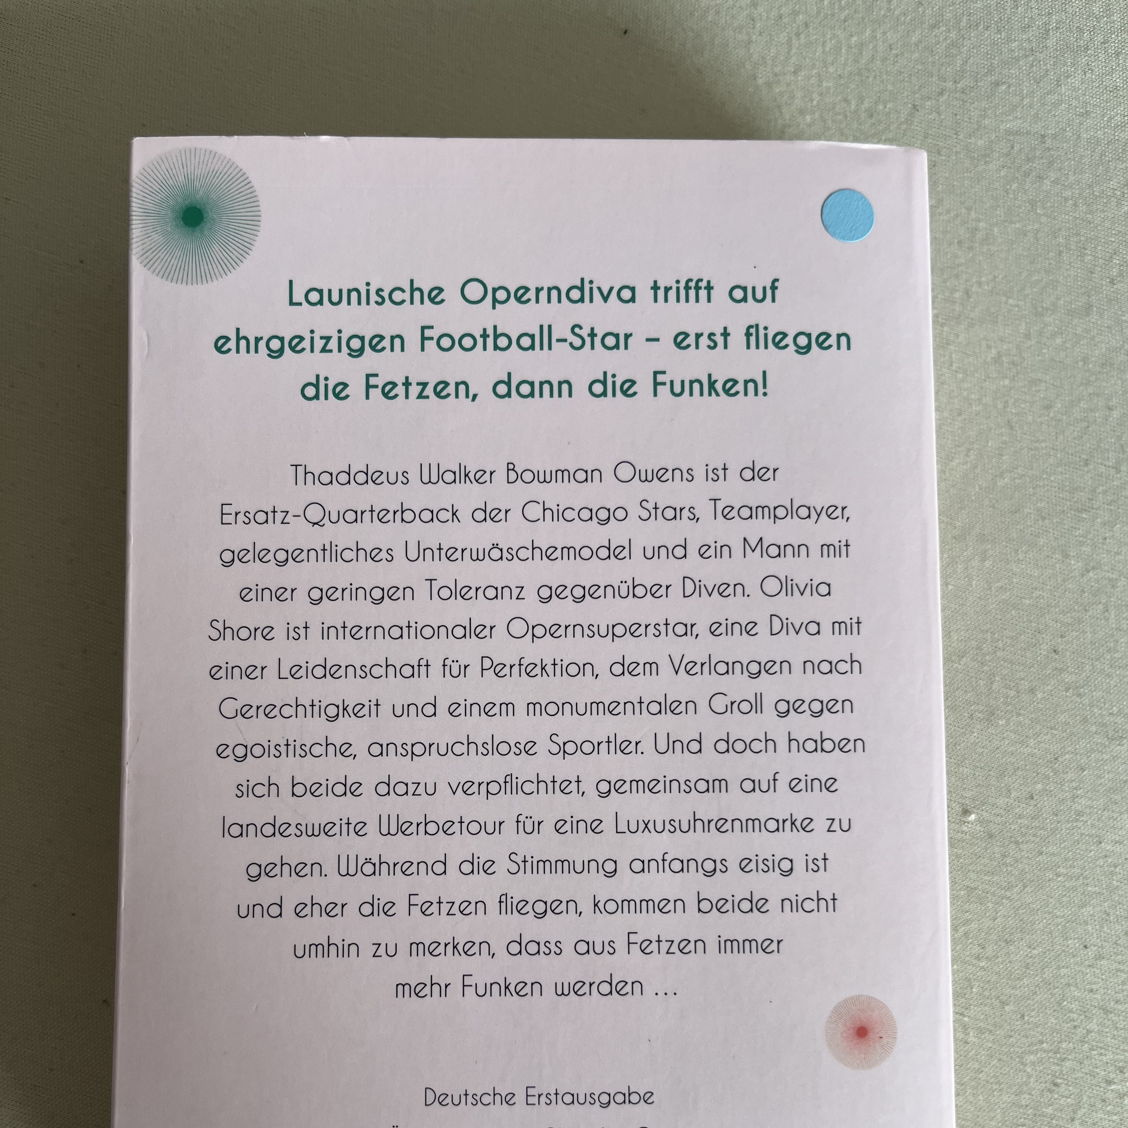 Launische Operndiva trifft auf
ehrgeizigen Football-Star – erst fliegen
die Fetzen, dann die Funken!
Thaddeus Walker Bowman Owens ist der
Ersatz-Quarterback der Chicago Stars, Teamplayer,
gelegentliches Unterwäschemodel und ein Mann mit
einer geringen Toleranz gegenüber Diven. Olivia
Shore ist internationaler Opernsuperstar, eine Diva mit
einer Leidenschaft für Perfektion, dem Verlangen nach
Gerechtigkeit und einem monumentalen Groll gegen
egoistische, anspruchslose Sportler. Und doch haben
sich beide dazu verpflichtet, gemeinsam auf eine
landesweite Werbetour für eine Luxusuhrenmarke zu
gehen. Während die Stimmung anfangs eisig ist
und eher die Fetzen fliegen, kommen beide nicht
umhin zu merken, dass aus Fetzen immer
mehr Funken werden ...
Deutsche Erstausgabe